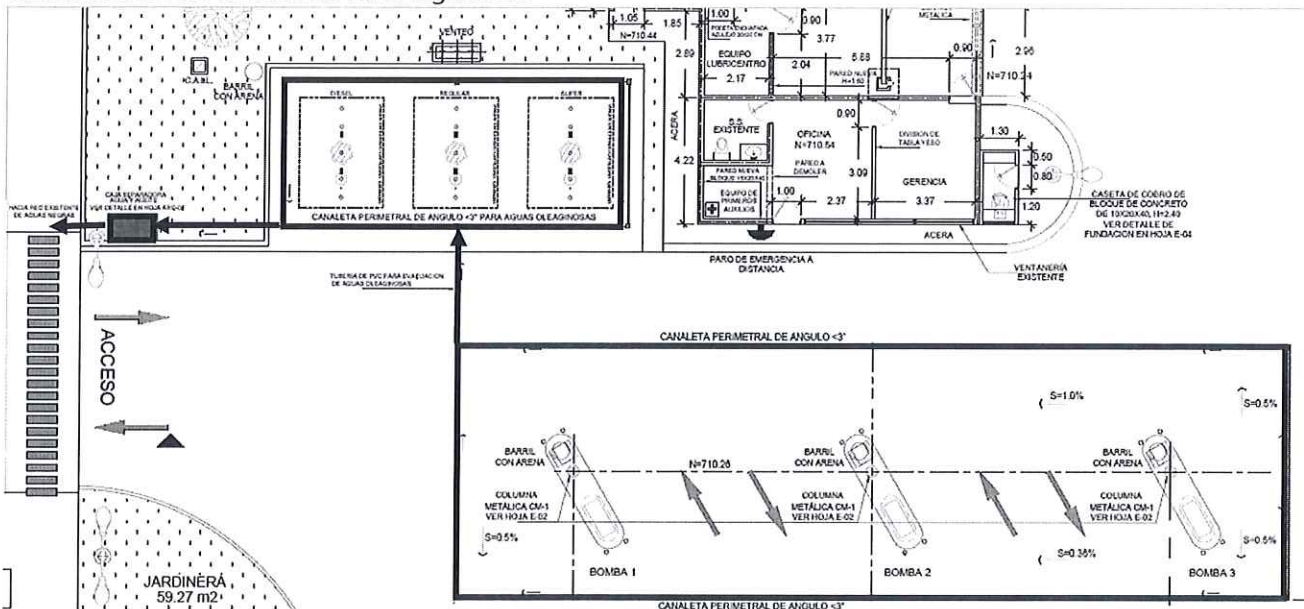 1.05
1.85
1.00
N=710.44
VENTEO
0.90
METALICA
3.77
2.89
EQUIPO
LUBRICENTRO
2.17
2.04
5.88
0.90
2.95
BARRIL
CON ARENA
PARED NUEVA
H=1.60
DIESEL
REGULAR
SUPER
ACERA
S.S
EXISTENTE
0.90
OFICINA
N=710.54
DIVISION DE
TABLA YESO
1.30
0.50
0.80
1.20
4.22
PARED A
DEMOLER
3.09
GERENCIA
PARED NUEVA
EQUIPO DE
PRIMEROS
AUXILIOS
1.00
2.37
3.37
CASETA DE COBRO DE
BLOQUE DE CONCRETO
DE 10X20X40, H=2.40
VER DETALLE DE
FUNDACION EN HOJA E-04
CAJA SEPARADORA
AGUA Y ACEITE
HACIA RED EXISTENTE
DE AGUAS NEGRAS
CANALETA PERIMETRAL DE ANGULO <3" PARA AGUAS OLEAGINOSAS
ACERA
PARO DE EMERGENCIA A
DISTANCIA
VENTANERÍA
EXISTENTE
TUBERIA DE PVC PARA EVACUACION
DE AGUAS OLEAGINOSAS
ACCESO
CANALETA PERIMETRAL DE ANGULO <3"
S=1.0%
S=0.5%
BARRIL
CON ARENA
N=710.26
BARRIL
CON ARENA
BARRIL
CON ARENA
COLUMNA
METÁLICA CM-1
VER HOJA E-02
COLUMNA
METÁLICA CM-1
VER HOJA E-02
COLUMNA
METÁLICA CM-1
VER HOJA E-02
S=0.5%
S=0.36%
S=0.5%
BOMBA 1
BOMBA 2
BOMBA 3
JARDINERA
59.27 m2
CANALETA PERIMETRAL DE ANGULO <3"